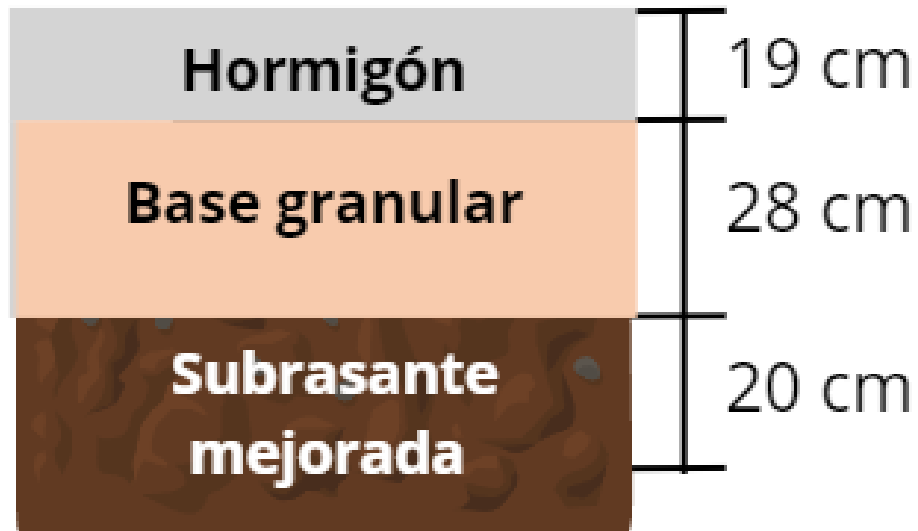 Hormigón
19 cm
Base granular
28 cm
Subrasante
mejorada
20 cm